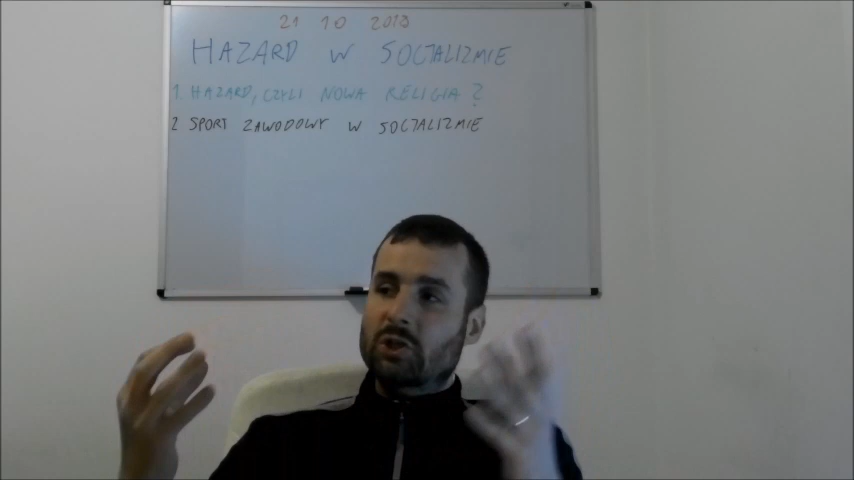 21 10 2013
HAZARD W SOCJALIZMIE
1. HAZARD, CZYLI NOWA RELIGIA?
2 SPORT ZAWODOWY W SOCJALIZMIE